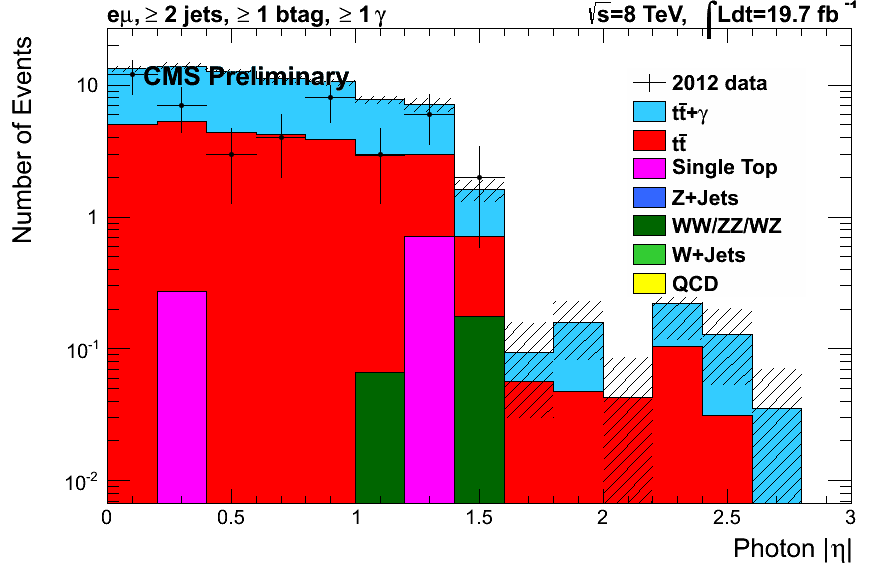 eμ, ≥ 2 jets, ≥ 1 btag, ≥ 1 γ
√s=8 TeV, ∫Ldt=19.7 fb⁻¹
Number of Events
CMS Preliminary
2012 data
tt̄+γ
tt̄
Single Top
Z+Jets
WW/ZZ/WZ
W+Jets
QCD
10
1
10⁻¹
10⁻²
0 0.5 1 1.5 2 2.5 3
Photon |η|